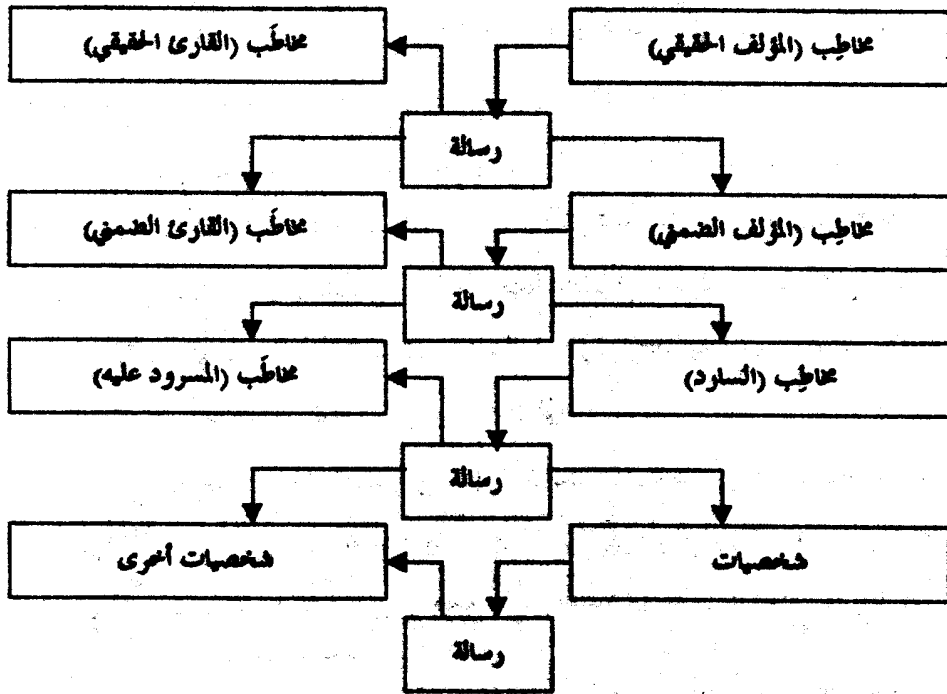 مخاطِب (المؤلف الحقيقي)
مخاطَب (القارئ الحقيقي)
رسالة
مخاطِب (المؤلف الضمني)
مخاطَب (القارئ الضمني)
رسالة
مخاطِب (السارد)
مخاطَب (المسرود عليه)
رسالة
شخصيات
شخصيات أخرى
رسالة